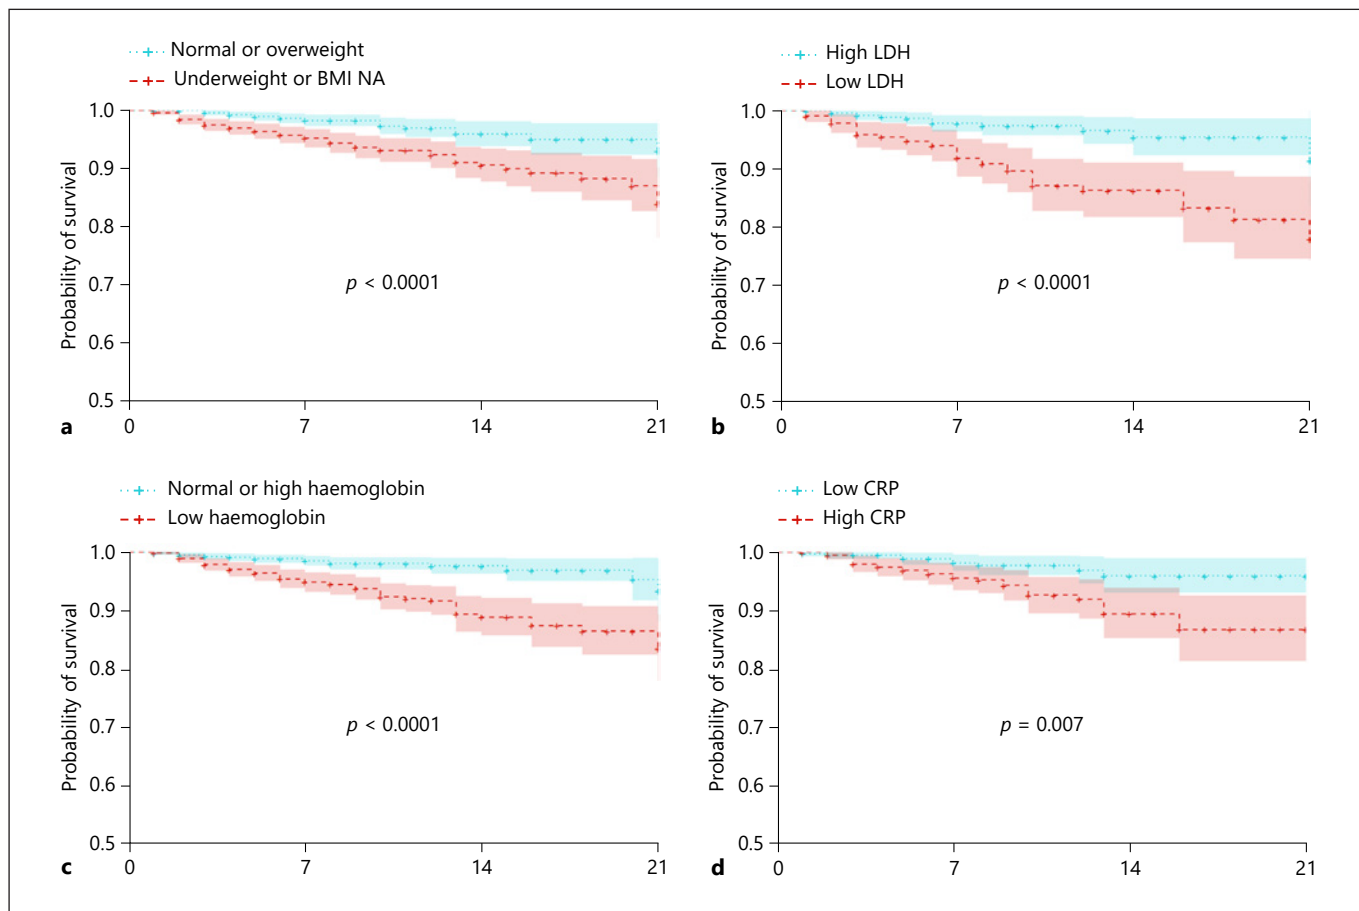 Normal or overweight
Underweight or BMI NA
1.0
0.9
0.8
0.7
0.6
0.5
Probability of survival
p < 0.0001
0 7 14 21
a
High LDH
Low LDH
1.0
0.9
0.8
0.7
0.6
0.5
Probability of survival
p < 0.0001
0 7 14 21
b
Normal or high haemoglobin
Low haemoglobin
1.0
0.9
0.8
0.7
0.6
0.5
Probability of survival
p < 0.0001
0 7 14 21
c
Low CRP
High CRP
1.0
0.9
0.8
0.7
0.6
0.5
Probability of survival
p = 0.007
0 7 14 21
d